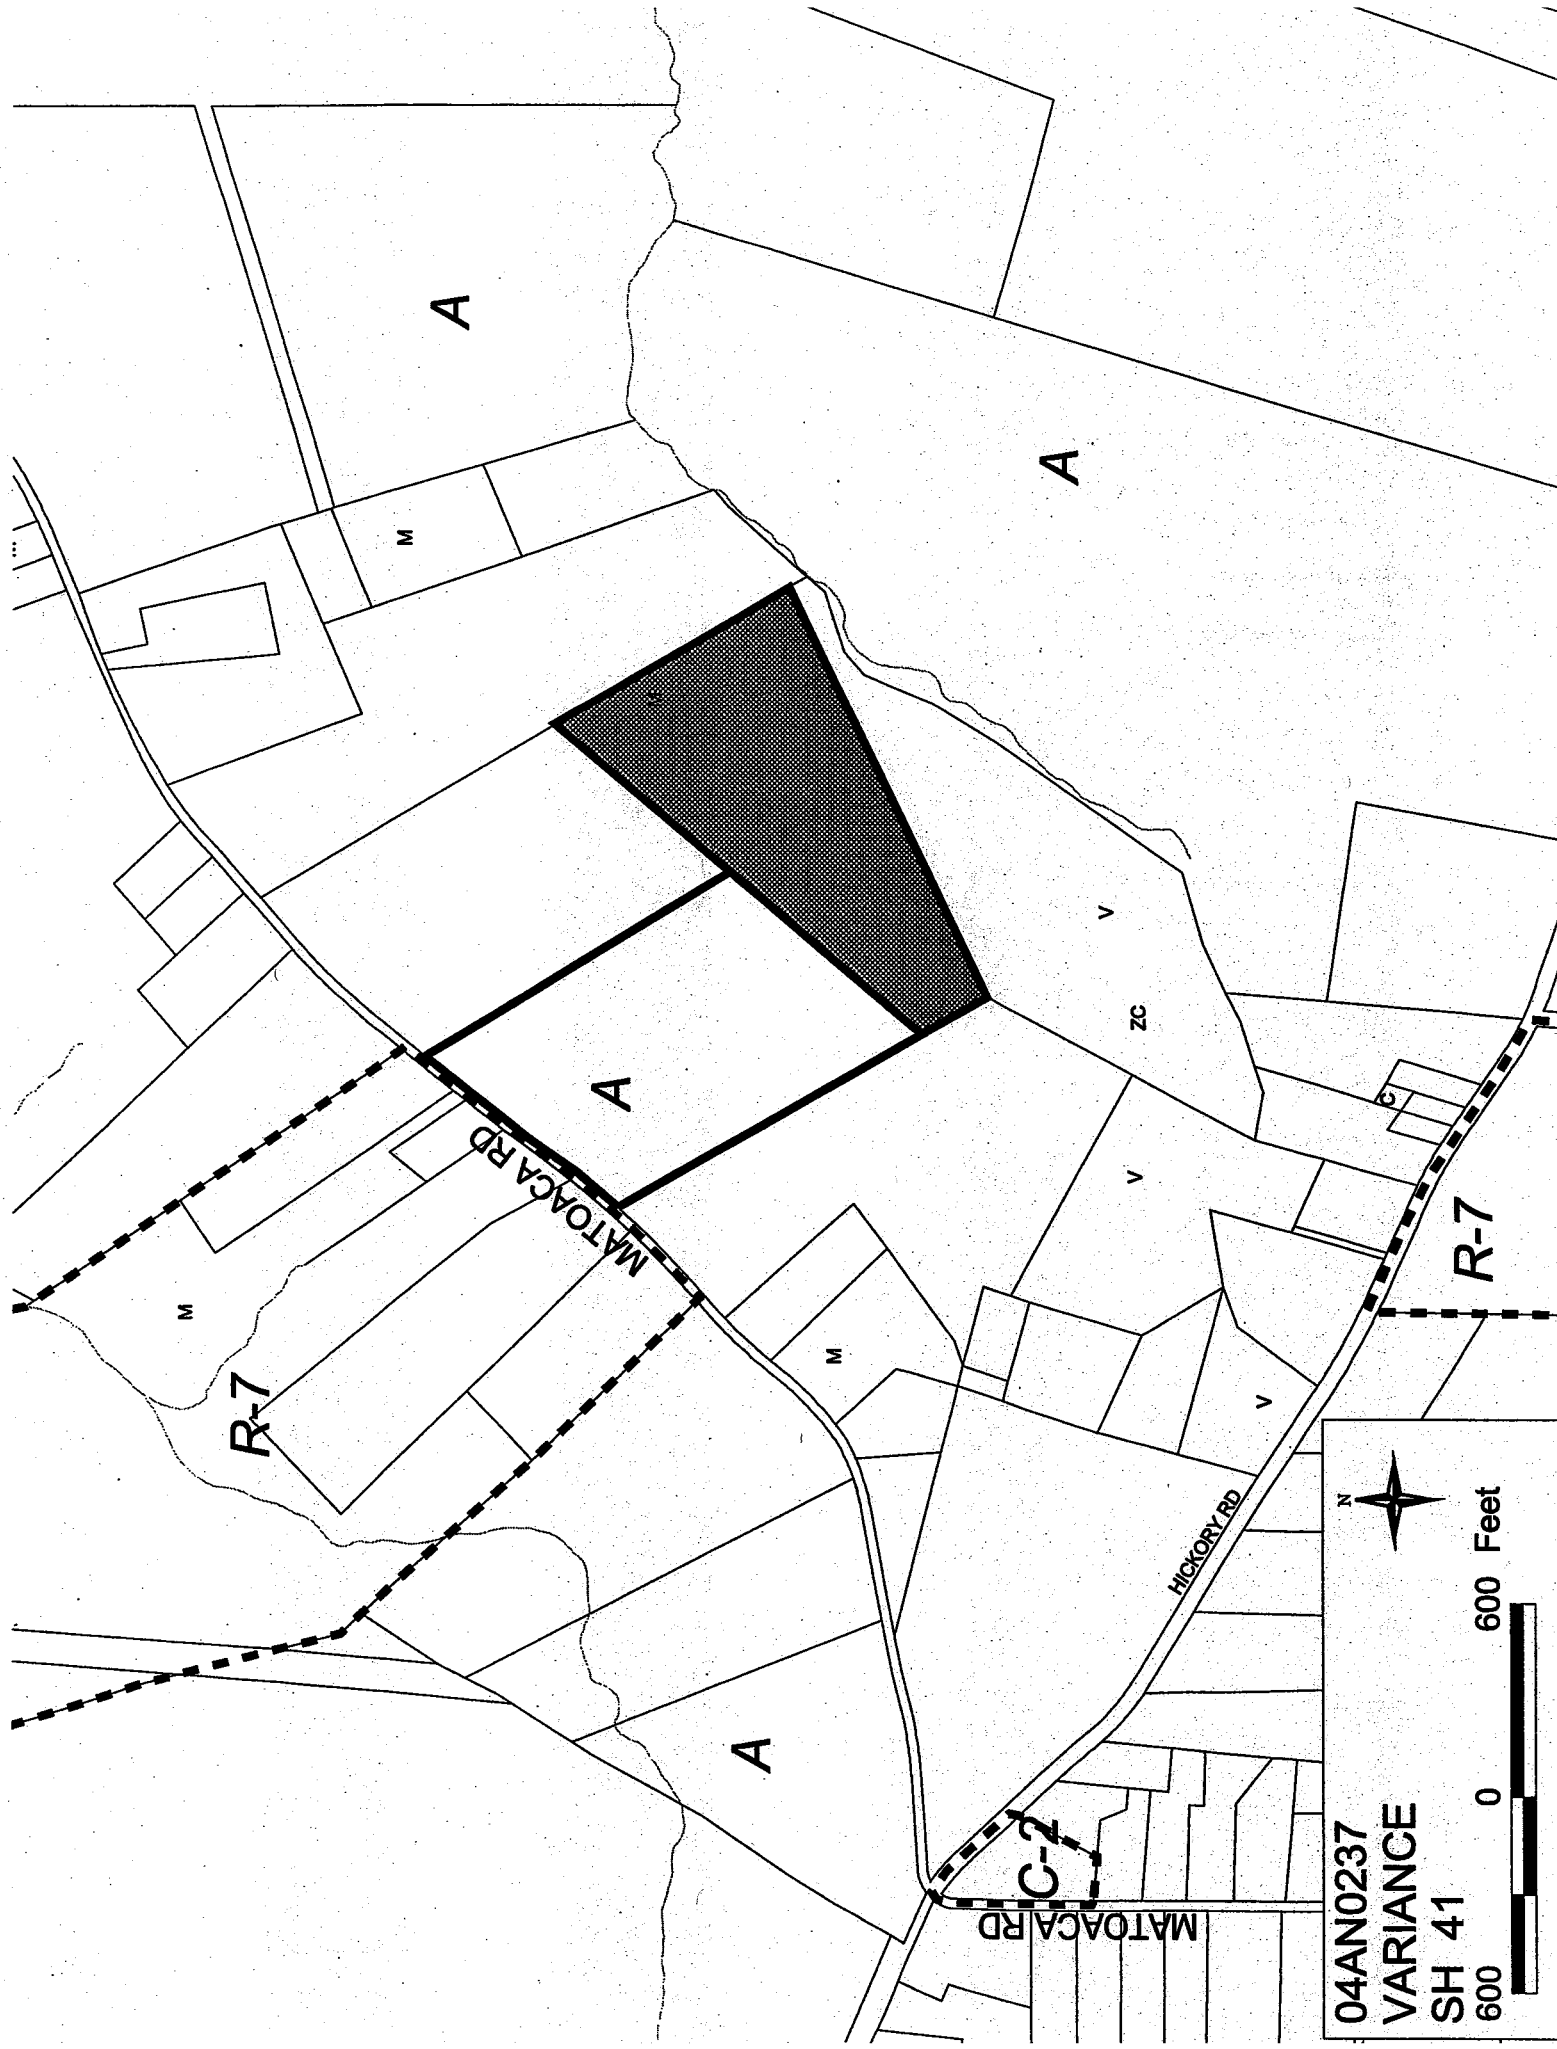 A
M
A
M
A
MATOACA RD
M
R-7
V
ZC
V
C
R-7
M
V
HICKORY RD
A
C-2
MATOACA RD
N
04AN0237
VARIANCE
SH 41
600 0 600 Feet